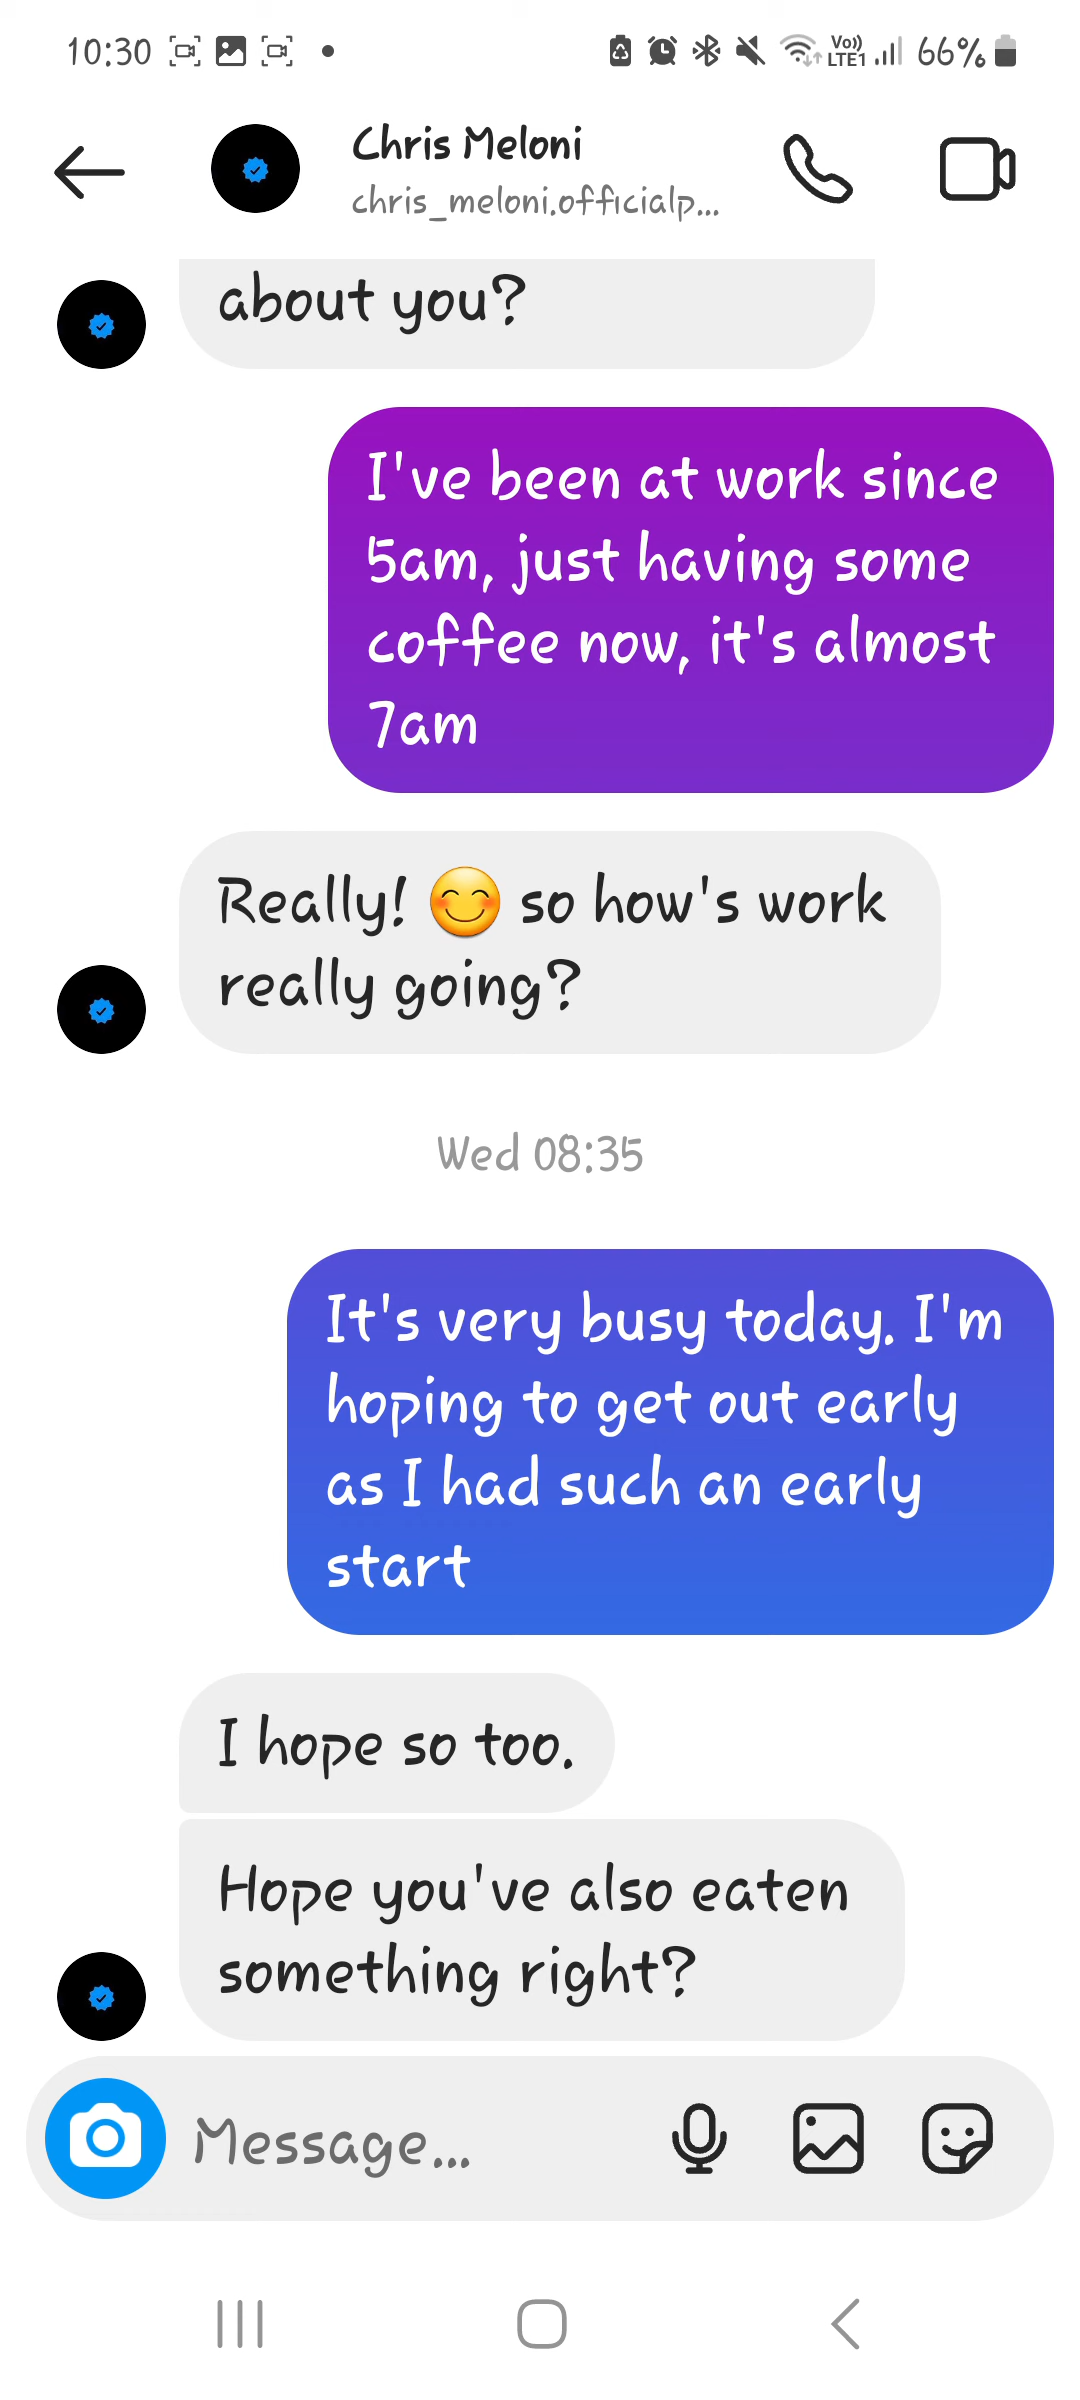 10:30
Vo))
LTE1
66%
Chris Meloni
chris_meloni.officialp...
about you?
I've been at work since
5am, just having some
coffee now, it's almost
7am
Really! 😊 so how's work
really going?
Wed 08:35
It's very busy today. I'm
hoping to get out early
as I had such an early
start
I hope so too.
Hope you've also eaten
something right?
Message...